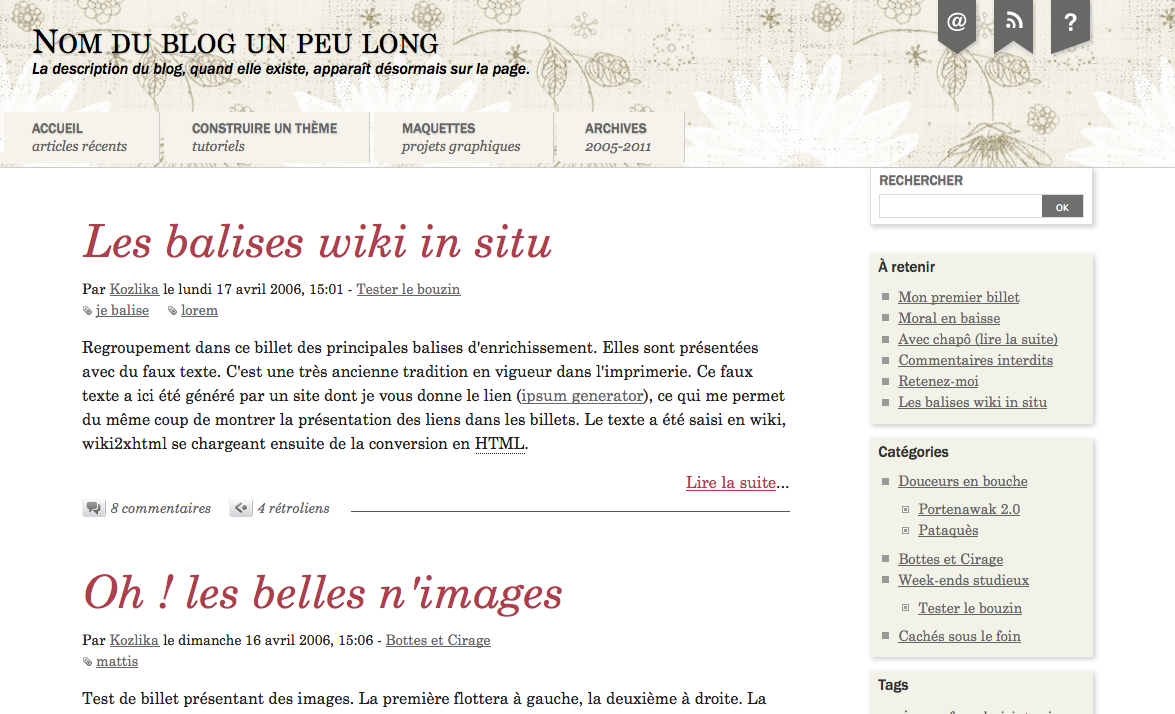 Nom du blog un peu long
La description du blog, quand elle existe, apparaît désormais sur la page.
@ ?
ACCUEIL
articles récents
CONSTRUIRE UN THÈME
tutoriels
MAQUETTES
projets graphiques
ARCHIVES
2005-2011
Les balises wiki in situ
Par Kozlika le lundi 17 avril 2006, 15:01 - Tester le bouzin
je balise lorem
Regroupement dans ce billet des principales balises d'enrichissement. Elles sont présentées
avec du faux texte. C'est une très ancienne tradition en vigueur dans l'imprimerie. Ce faux
texte a ici été généré par un site dont je vous donne le lien (ipsum generator), ce qui me permet
du même coup de montrer la présentation des liens dans les billets. Le texte a été saisi en wiki,
wiki2xhtml se chargeant ensuite de la conversion en HTML.
Lire la suite...
8 commentaires 4 rétroliens
Oh ! les belles n'images
Par Kozlika le dimanche 16 avril 2006, 15:06 - Bottes et Cirage
mattis
Test de billet présentant des images. La première flottera à gauche, la deuxième à droite. La
RECHERCHER
OK
À retenir
Mon premier billet
Moral en baisse
Avec chapô (lire la suite)
Commentaires interdits
Retenez-moi
Les balises wiki in situ
Catégories
Douceurs en bouche
Portenawak 2.0
Pataquès
Bottes et Cirage
Week-ends studieux
Tester le bouzin
Cachés sous le foin
Tags